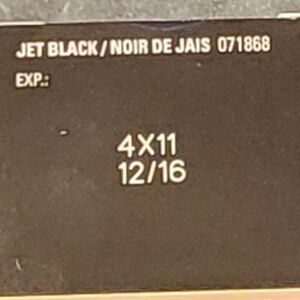 JET BLACK/NOIR DE JAIS 071868
EXP.:
4X11
12/16